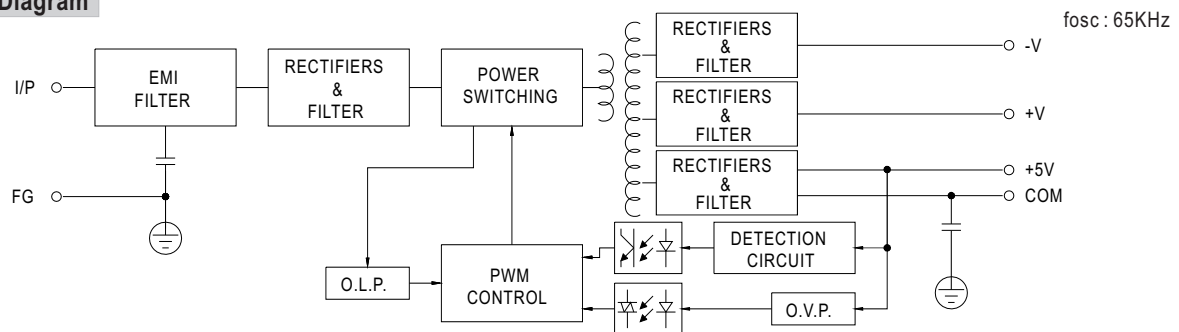 Diagram
fosc : 65KHz
I/P
EMI
FILTER
RECTIFIERS
&
FILTER
POWER
SWITCHING
RECTIFIERS
&
FILTER
-V
RECTIFIERS
&
FILTER
+V
RECTIFIERS
&
FILTER
+5V
COM
FG
O.L.P.
PWM
CONTROL
DETECTION
CIRCUIT
O.V.P.